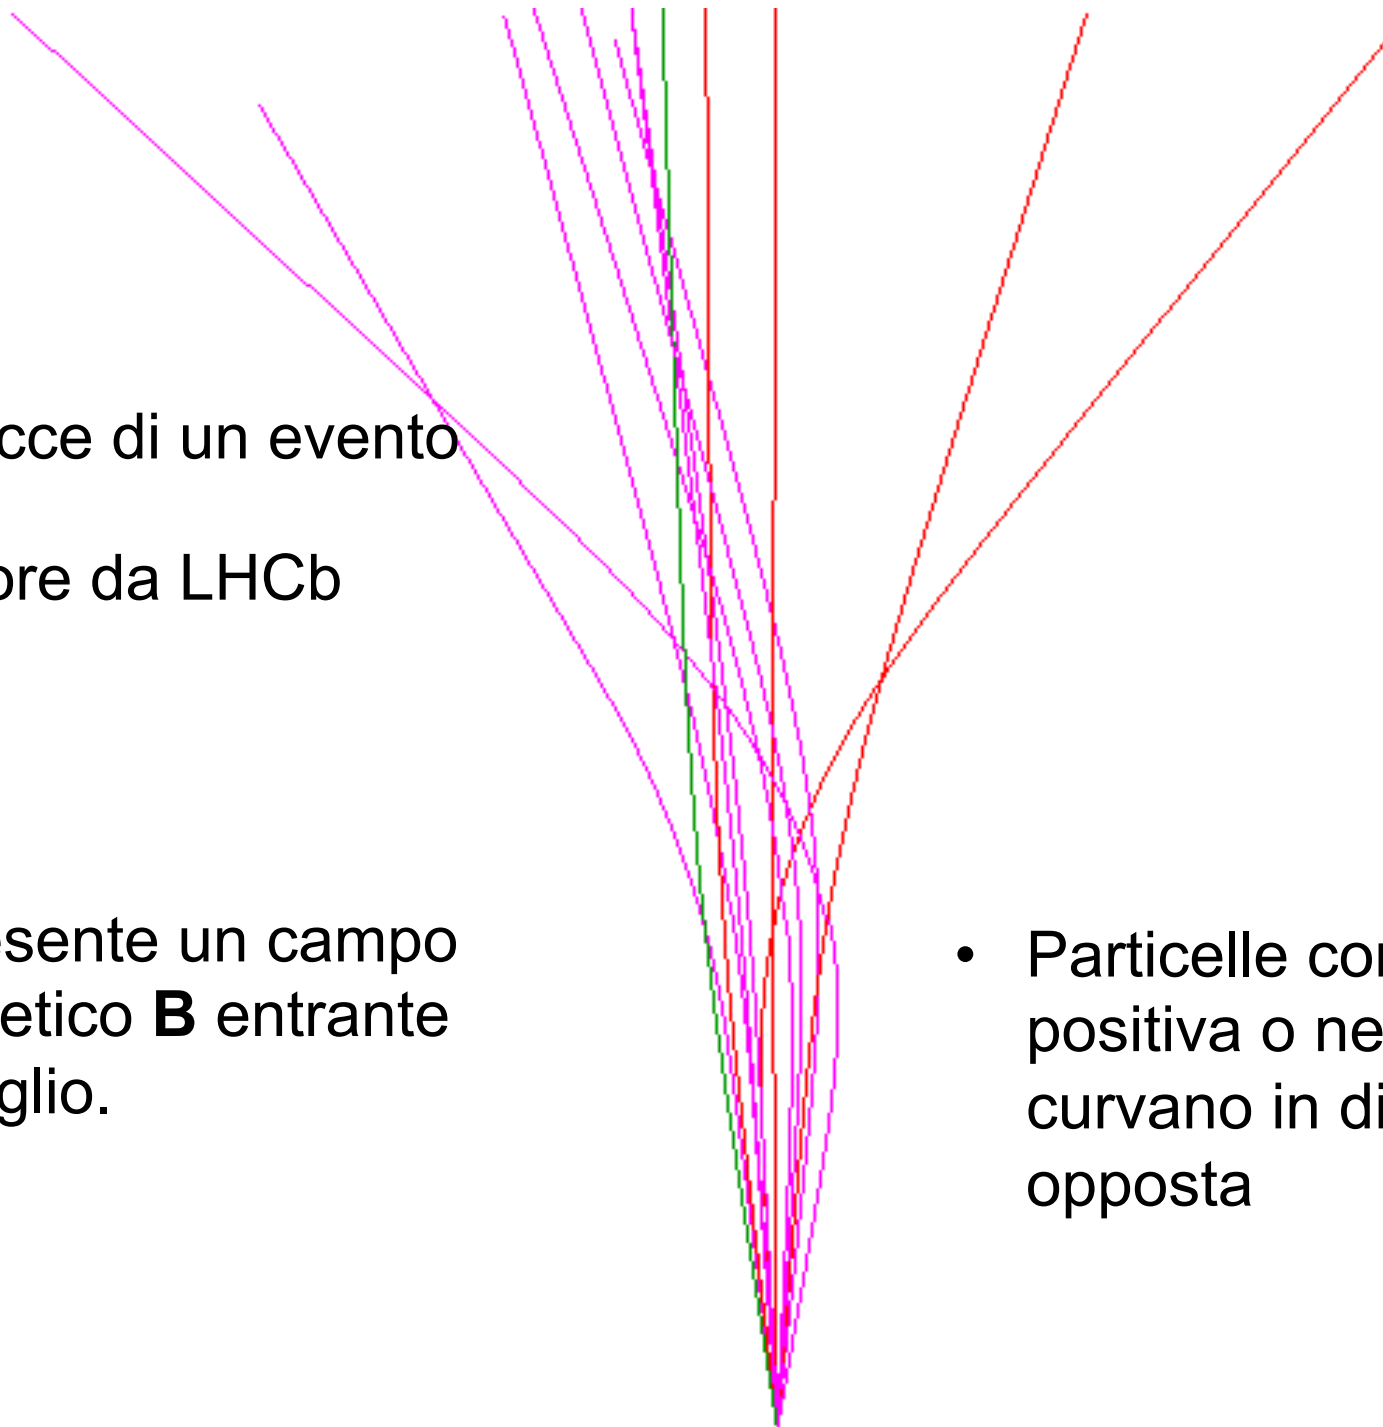 cce di un evento
ore da LHCb
esente un campo
etico B entrante
glio.
• Particelle con
positiva o ne
curvano in di
opposta